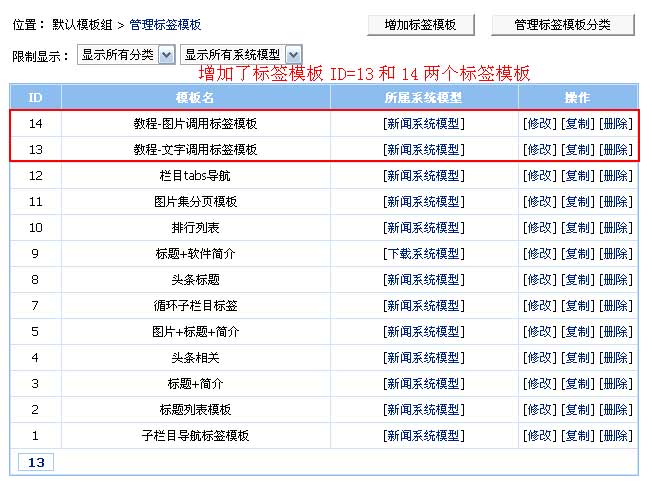 位置： 默认模板组 > 管理标签模板 增加标签模板 管理标签模板分类
限制显示： 显示所有分类 显示所有系统模型
增加了标签模板 ID=13 和 14 两个标签模板
ID 模板名 所属系统模型 操作
14 教程-图片调用标签模板 [新闻系统模型] [修改] [复制] [删除]
13 教程-文字调用标签模板 [新闻系统模型] [修改] [复制] [删除]
12 栏目tabs导航 [新闻系统模型] [修改] [复制] [删除]
11 图片集分页模板 [新闻系统模型] [修改] [复制] [删除]
10 排行列表 [新闻系统模型] [修改] [复制] [删除]
9 标题+软件简介 [下载系统模型] [修改] [复制] [删除]
8 头条标题 [新闻系统模型] [修改] [复制] [删除]
7 循环子栏目标签 [新闻系统模型] [修改] [复制] [删除]
5 图片+标题+简介 [新闻系统模型] [修改] [复制] [删除]
4 头条相关 [新闻系统模型] [修改] [复制] [删除]
3 标题+简介 [新闻系统模型] [修改] [复制] [删除]
2 标题列表模板 [新闻系统模型] [修改] [复制] [删除]
1 子栏目导航标签模板 [新闻系统模型] [修改] [复制] [删除]
13